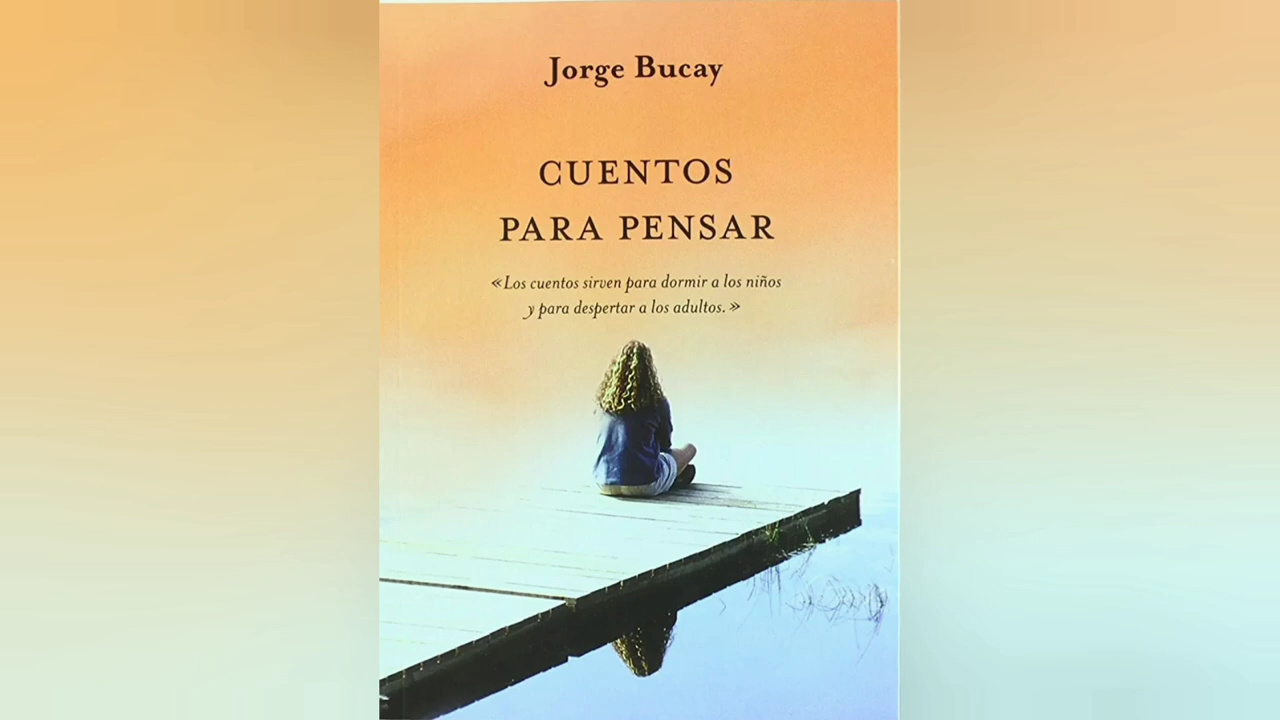 Jorge Bucay
CUENTOS
PARA PENSAR
«Los cuentos sirven para dormir a los niños
y para despertar a los adultos.»